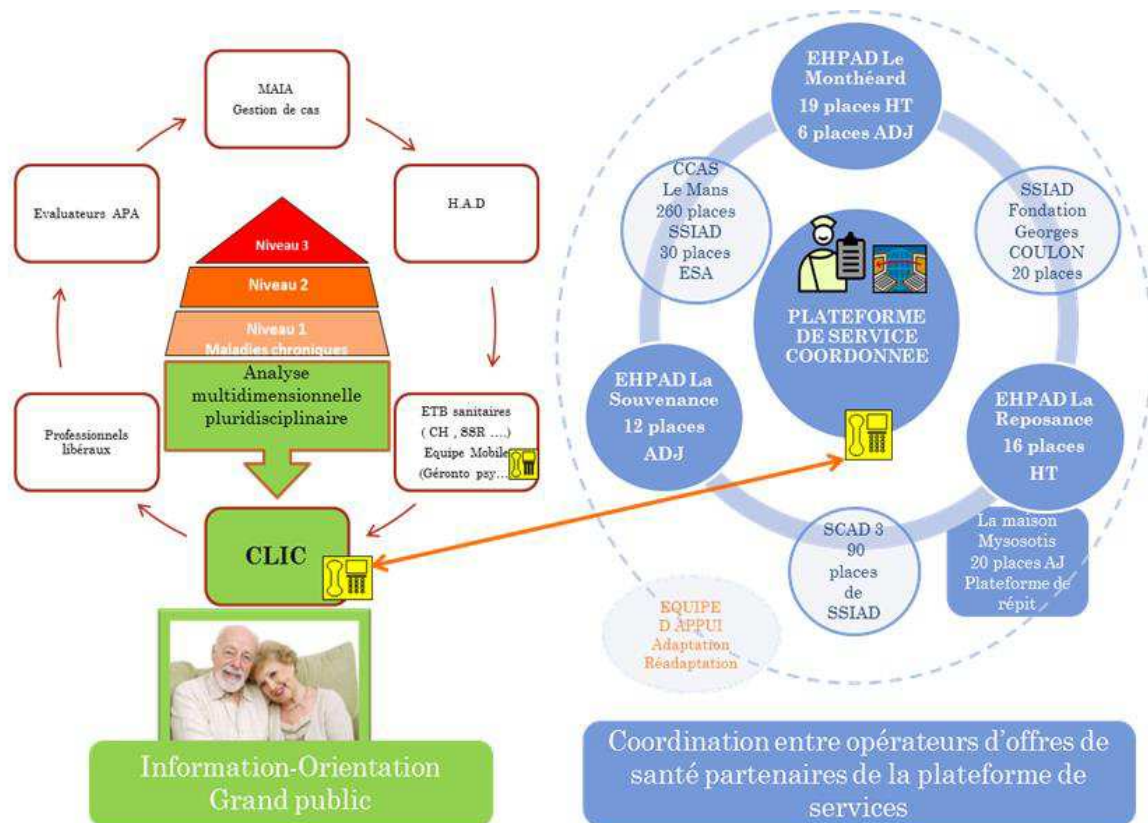 MAIA
Gestion de cas
H.A.D
ETB sanitaires
( CH , SSR ....)
Equipe Mobile
(Géronto psy...
Professionnels
libéraux
Evaluateurs APA
Niveau 3
Niveau 2
Niveau 1
Maladies chroniques
Analyse
multidimensionnelle
pluridisciplinaire
CLIC
Information-Orientation
Grand public
EHPAD Le
Monthéard
19 places HT
6 places ADJ
CCAS
Le Mans
260 places
SSIAD
30 places
ESA
SSIAD
Fondation
Georges
COULON
20 places
PLATEFORME
DE SERVICE
COORDONNEE
EHPAD La
Souvenance
12 places
ADJ
EHPAD La
Reposance
16 places
HT
La maison
Mysosotis
20 places AJ
Plateforme de
répit
SCAD 3
90
places
de
SSIAD
EQUIPE
D APPUI
Adaptation
Réadaptation
Coordination entre opérateurs d'offres de
santé partenaires de la plateforme de
services